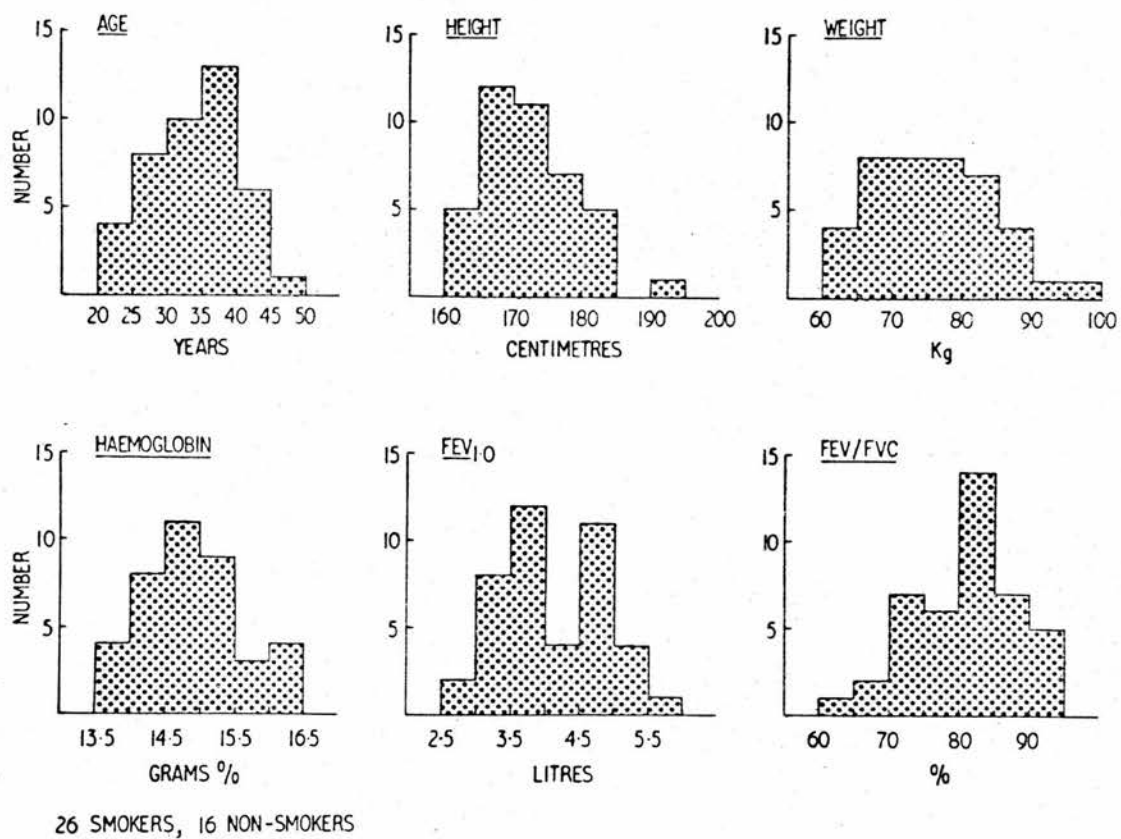 AGE
15
10
5
NUMBER
20 25 30 35 40 45 50
YEARS
HEIGHT
15
10
5
160 170 180 190 200
CENTIMETRES
WEIGHT
15
10
5
60 70 80 90 100
Kg
HAEMOGLOBIN
15
10
5
NUMBER
13·5 14·5 15·5 16·5
GRAMS %
FEV1·0
15
10
5
2·5 3·5 4·5 5·5
LITRES
FEV/FVC
15
10
5
60 70 80 90
%
26 SMOKERS, 16 NON-SMOKERS